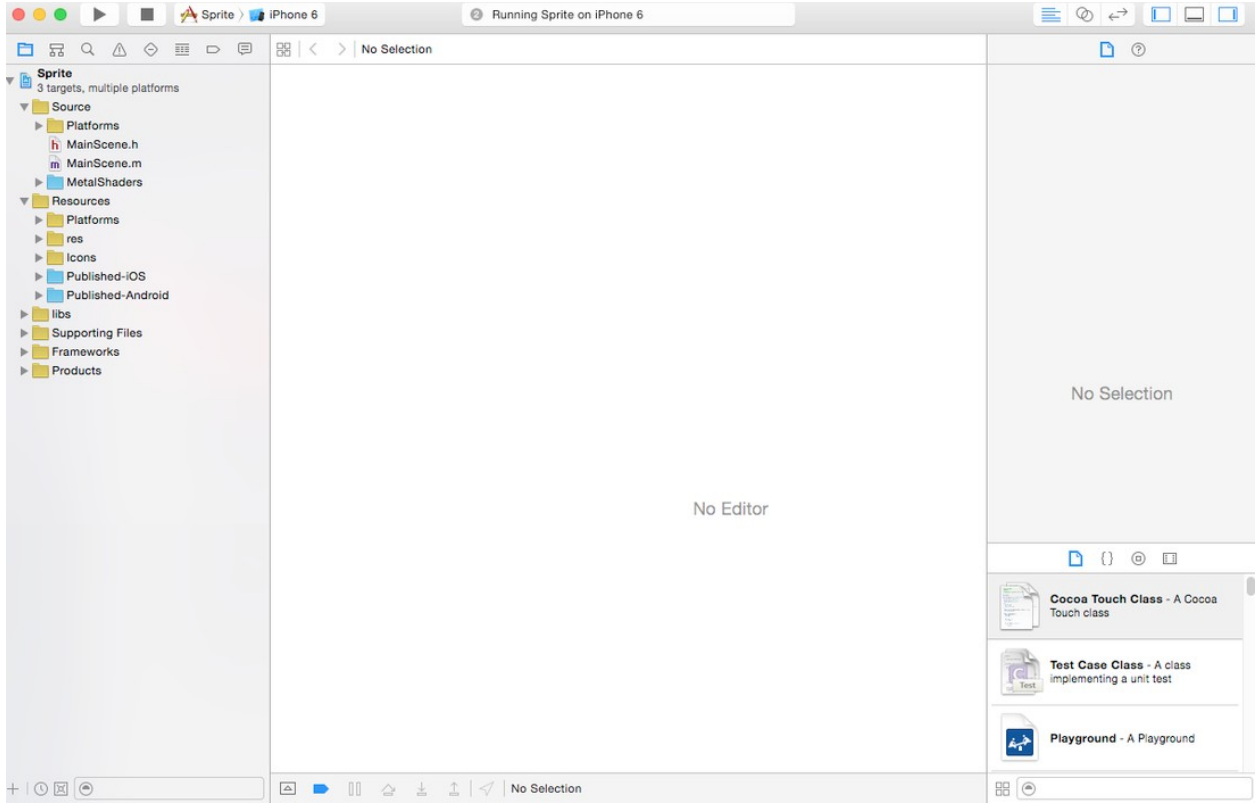 Sprite
iPhone 6
2
Running Sprite on iPhone 6
No Selection
Sprite
3 targets, multiple platforms
Source
Platforms
h MainScene.h
m MainScene.m
MetalShaders
Resources
Platforms
res
Icons
Published-iOS
Published-Android
libs
Supporting Files
Frameworks
Products
No Editor
No Selection
{}
Cocoa Touch Class - A Cocoa
Touch class
Test
Test Case Class - A class
implementing a unit test
Playground - A Playground
No Selection